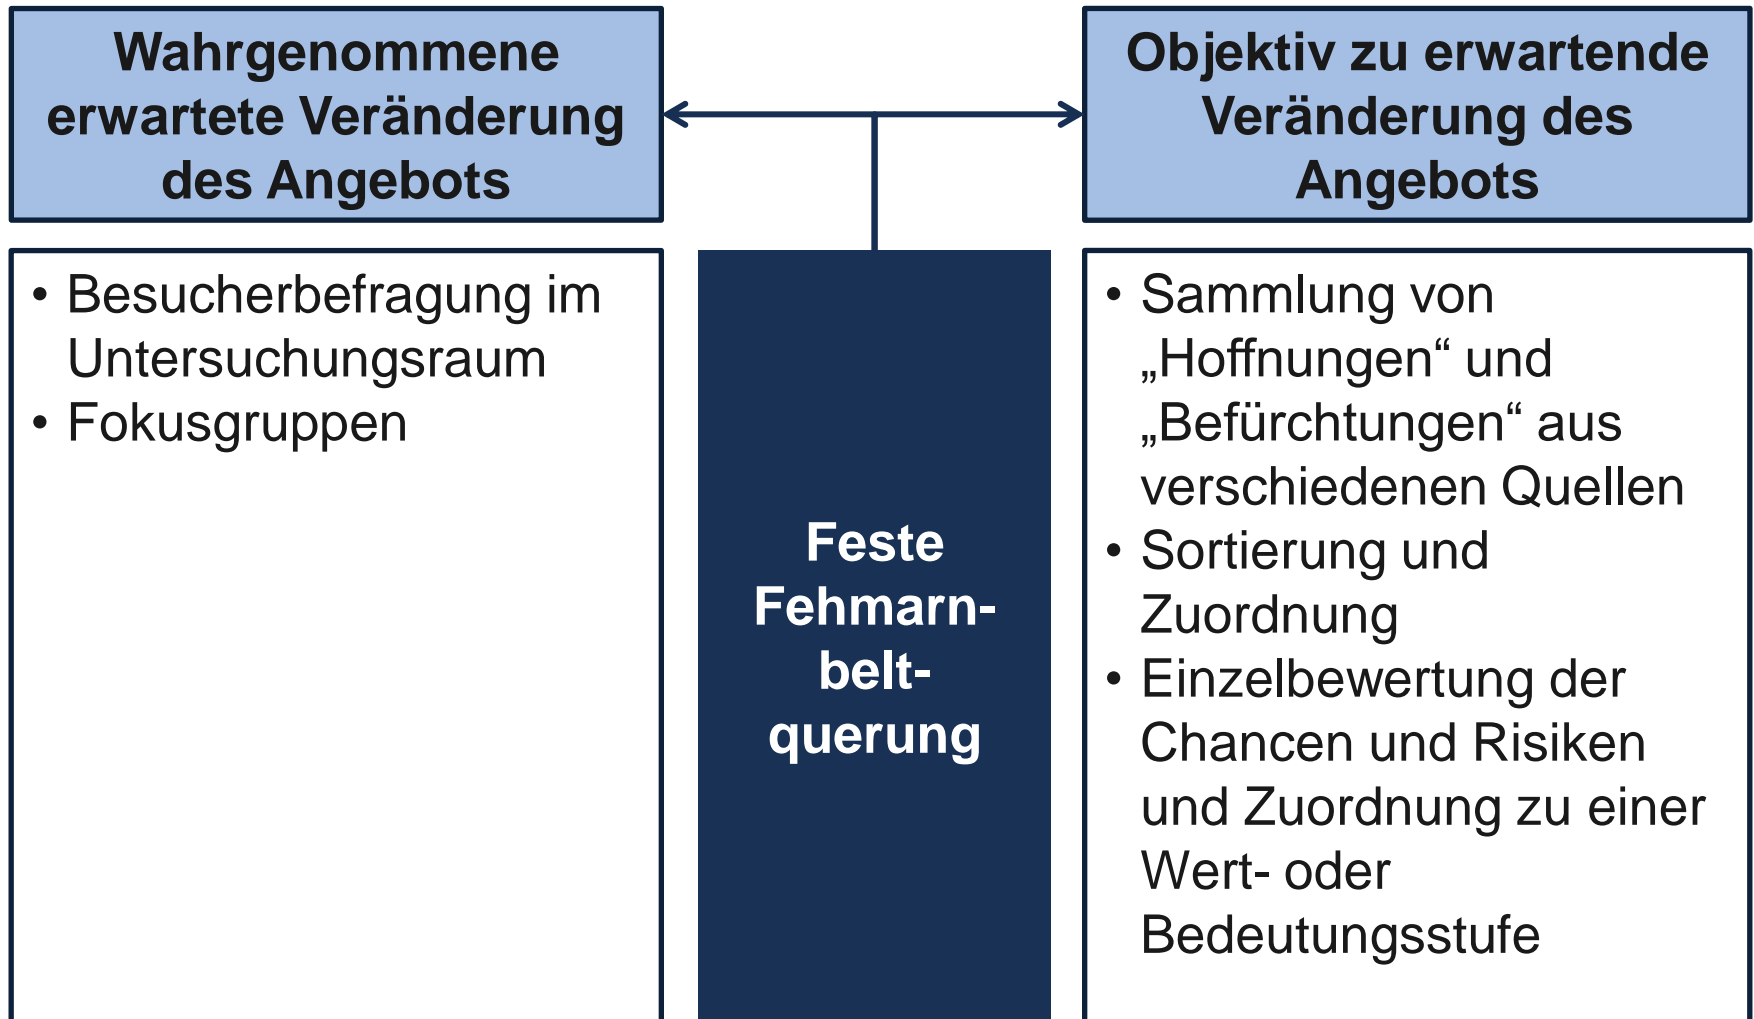 Wahrgenommene
erwartete Veränderung
des Angebots
Objektiv zu erwartende
Veränderung des
Angebots
• Besucherbefragung im
Untersuchungsraum
• Fokusgruppen
Feste
Fehmarn-
belt-
querung
• Sammlung von
„Hoffnungen“ und
„Befürchtungen“ aus
verschiedenen Quellen
• Sortierung und
Zuordnung
• Einzelbewertung der
Chancen und Risiken
und Zuordnung zu einer
Wert- oder
Bedeutungsstufe